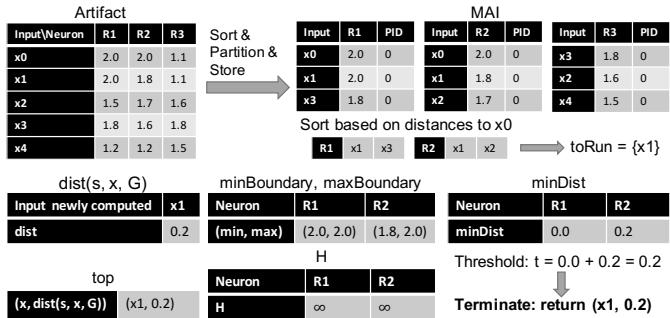 Artifact
Input\Neuron R1 R2 R3
x0 2.0 2.0 1.1
x1 2.0 1.8 1.1
x2 1.5 1.7 1.6
x3 1.8 1.6 1.8
x4 1.2 1.2 1.5
Sort &
Partition &
Store
MAI
Input R1 PID
x0 2.0 0
x1 2.0 0
x3 1.8 0
Input R2 PID
x0 2.0 0
x1 1.8 0
x2 1.7 0
Input R3 PID
x3 1.8 0
x2 1.6 0
x4 1.5 0
Sort based on distances to x0
R1 x1 x3
R2 x1 x2
toRun = {x1}
dist(s, x, G)
Input newly computed x1
dist 0.2
minBoundary, maxBoundary
Neuron R1 R2
(min, max) (2.0, 2.0) (1.8, 2.0)
minDist
Neuron R1 R2
minDist 0.0 0.2
top
(x, dist(s, x, G)) (x1, 0.2)
H
Neuron R1 R2
H ∞ ∞
Threshold: t = 0.0 + 0.2 = 0.2
Terminate: return (x1, 0.2)